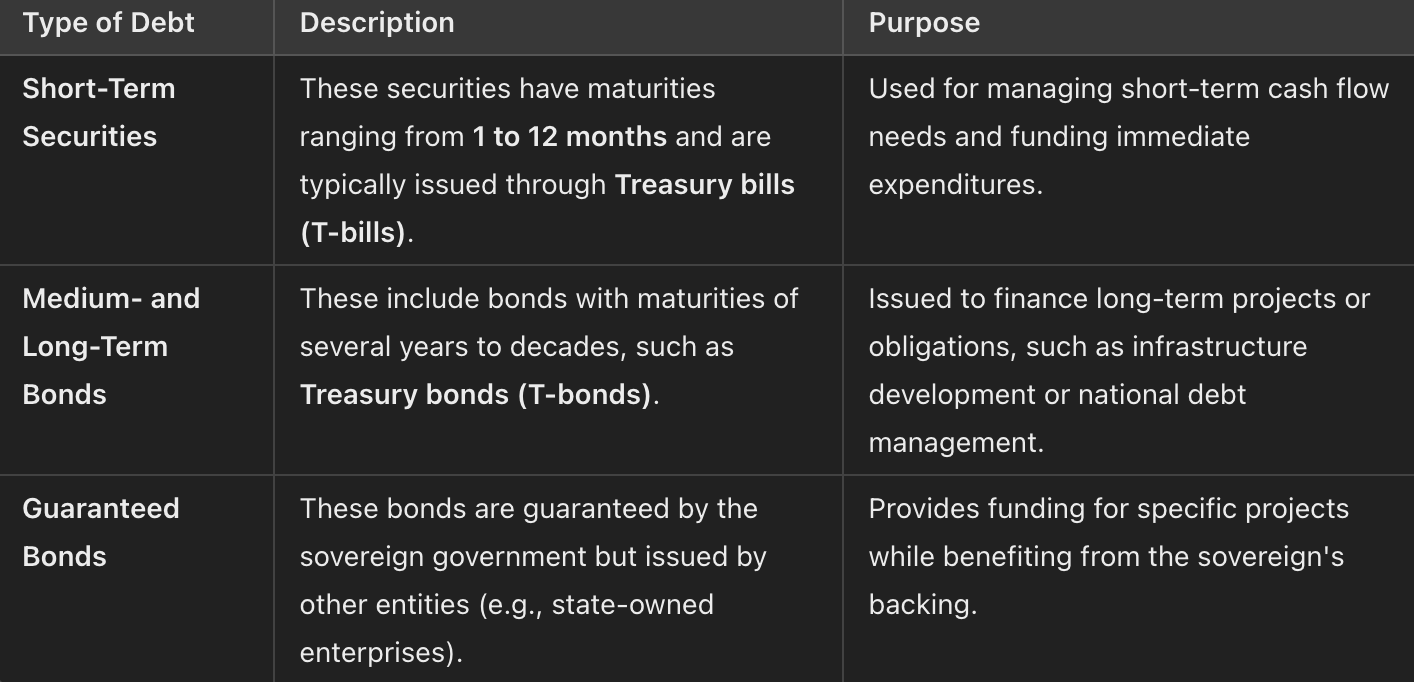 Type of Debt
Description
Purpose
Short-Term
Securities
These securities have maturities
ranging from 1 to 12 months and are
typically issued through Treasury bills
(T-bills).
Used for managing short-term cash flow
needs and funding immediate
expenditures.
Medium- and
Long-Term
Bonds
These include bonds with maturities of
several years to decades, such as
Treasury bonds (T-bonds).
Issued to finance long-term projects or
obligations, such as infrastructure
development or national debt
management.
Guaranteed
Bonds
These bonds are guaranteed by the
sovereign government but issued by
other entities (e.g., state-owned
enterprises).
Provides funding for specific projects
while benefiting from the sovereign's
backing.